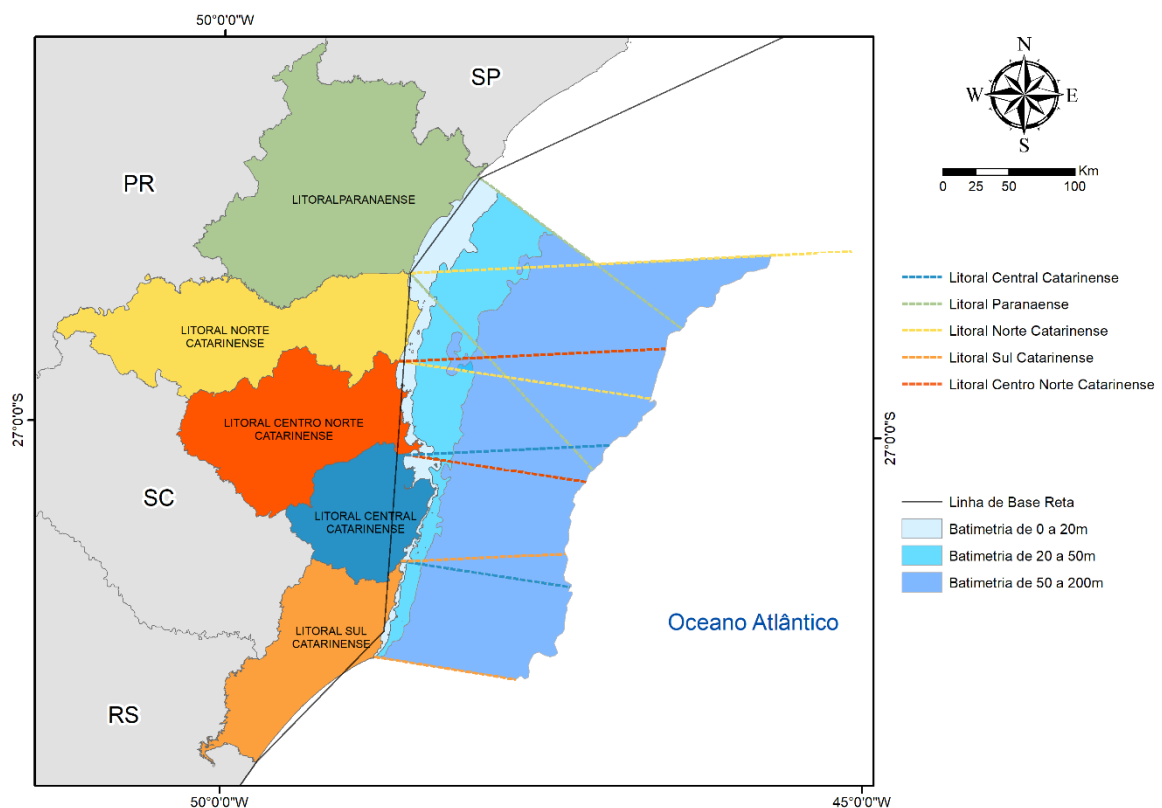 50°0'0"W
SP
PR
LITORALPARANAENSE
LITORAL NORTE
CATARINENSE
LITORAL CENTRO NORTE
CATARINENSE
27°0'0"S
27°0'0"S
SC
LITORAL CENTRAL
CATARINENSE
LITORAL SUL
CATARINENSE
Oceano Atlântico
RS
50°0'0"W
45°0'0"W
N
W
E
S
Km
0 25 50 100
Litoral Central Catarinense
Litoral Paranaense
Litoral Norte Catarinense
Litoral Sul Catarinense
Litoral Centro Norte Catarinense
Linha de Base Reta
Batimetria de 0 a 20m
Batimetria de 20 a 50m
Batimetria de 50 a 200m